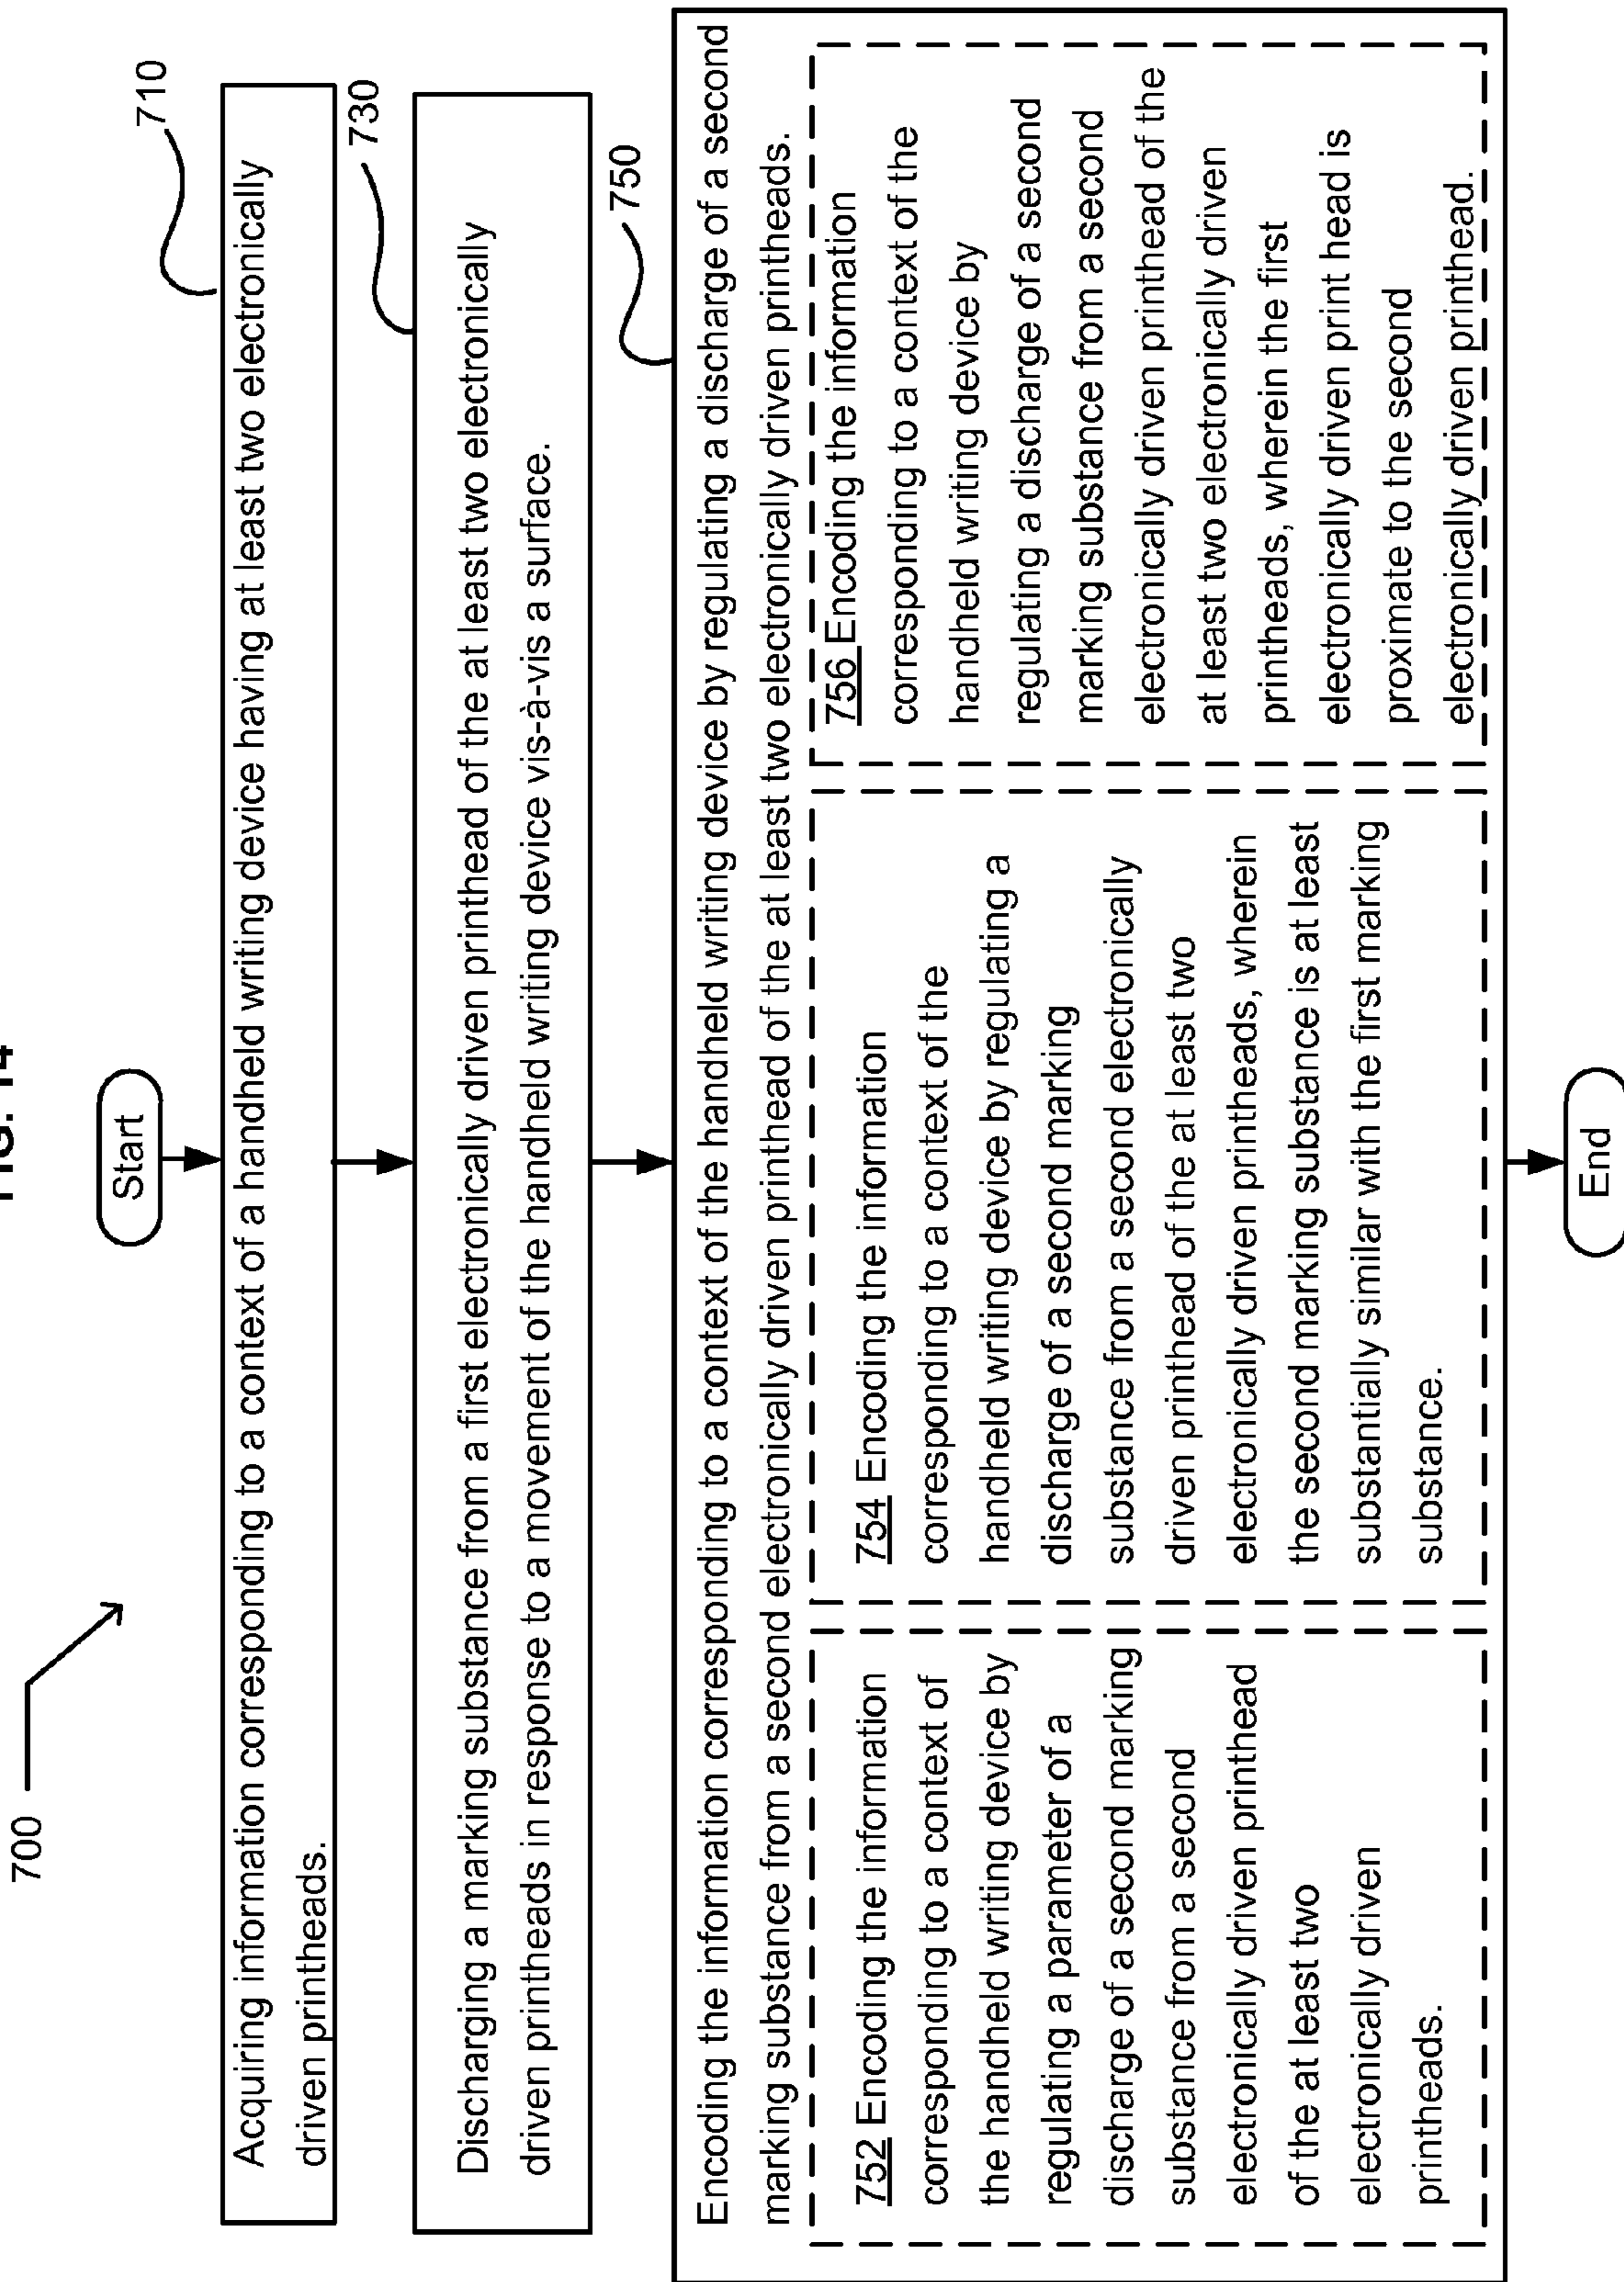 FIG. 14
700
Start
710
Acquiring information corresponding to a context of a handheld writing device having at least two electronically
driven printheads.
730
Discharging a marking substance from a first electronically driven printhead of the at least two electronically
driven printheads in response to a movement of the handheld writing device vis-à-vis a surface.
750
Encoding the information corresponding to a context of the handheld writing device by regulating a discharge of a second
marking substance from a second electronically driven printhead of the at least two electronically driven printheads.
752 Encoding the information
corresponding to a context of
the handheld writing device by
regulating a parameter of a
discharge of a second marking
substance from a second
electronically driven printhead
of the at least two
electronically driven
printheads.
754 Encoding the information
corresponding to a context of the
handheld writing device by regulating a
discharge of a second marking
substance from a second electronically
driven printhead of the at least two
electronically driven printheads, wherein
the second marking substance is at least
substantially similar with the first marking
substance.
756 Encoding the information
corresponding to a context of the
handheld writing device by
regulating a discharge of a second
marking substance from a second
electronically driven printhead of the
at least two electronically driven
printheads, wherein the first
electronically driven print head is
proximate to the second
electronically driven printhead.
End